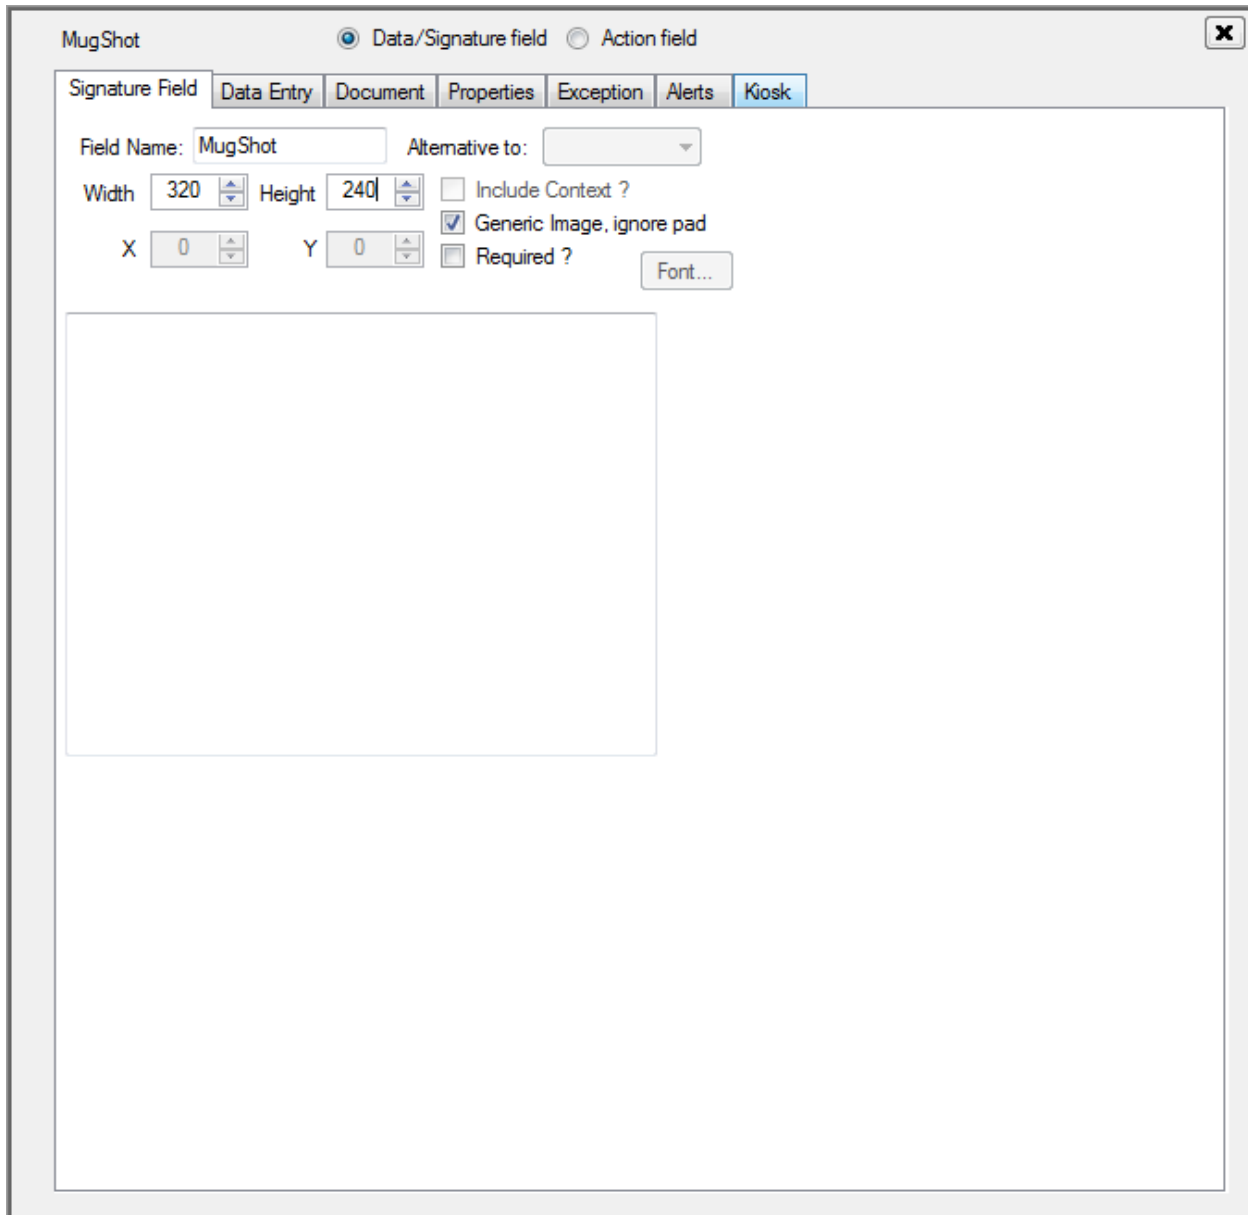 MugShot Data/Signature field Action field
Signature Field Data Entry Document Properties Exception Alerts Kiosk
Field Name: MugShot Alternative to:
Width 320 Height 240 Include Context ?
Generic Image, ignore pad
X 0 Y 0 Required ?
Font...